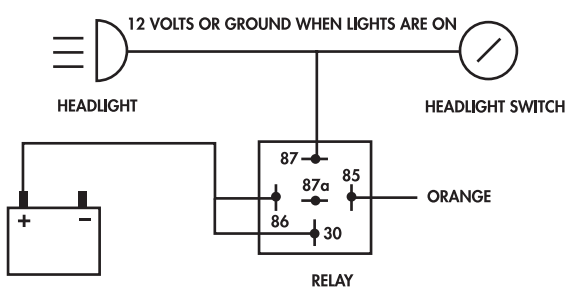 12 VOLTS OR GROUND WHEN LIGHTS ARE ON
HEADLIGHT
HEADLIGHT SWITCH
87
87a
85
ORANGE
86
30
+
−
RELAY